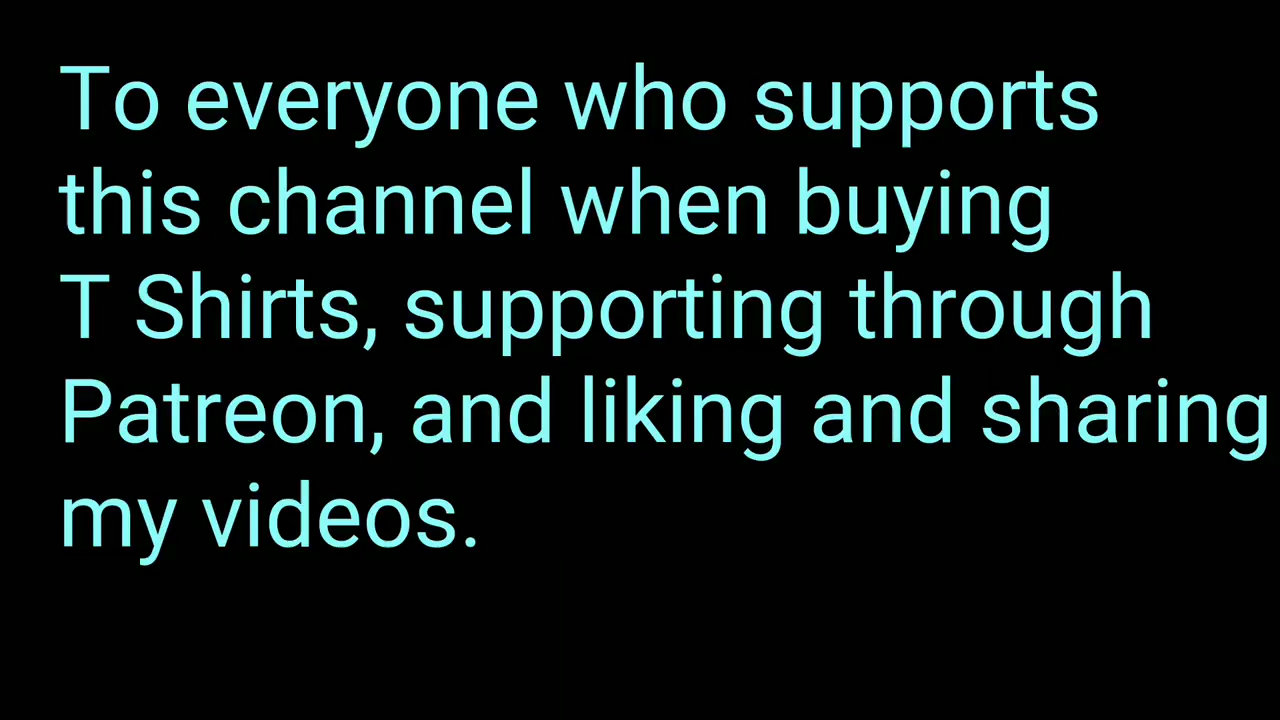 To everyone who supports
this channel when buying
T Shirts, supporting through
Patreon, and liking and sharing
my videos.